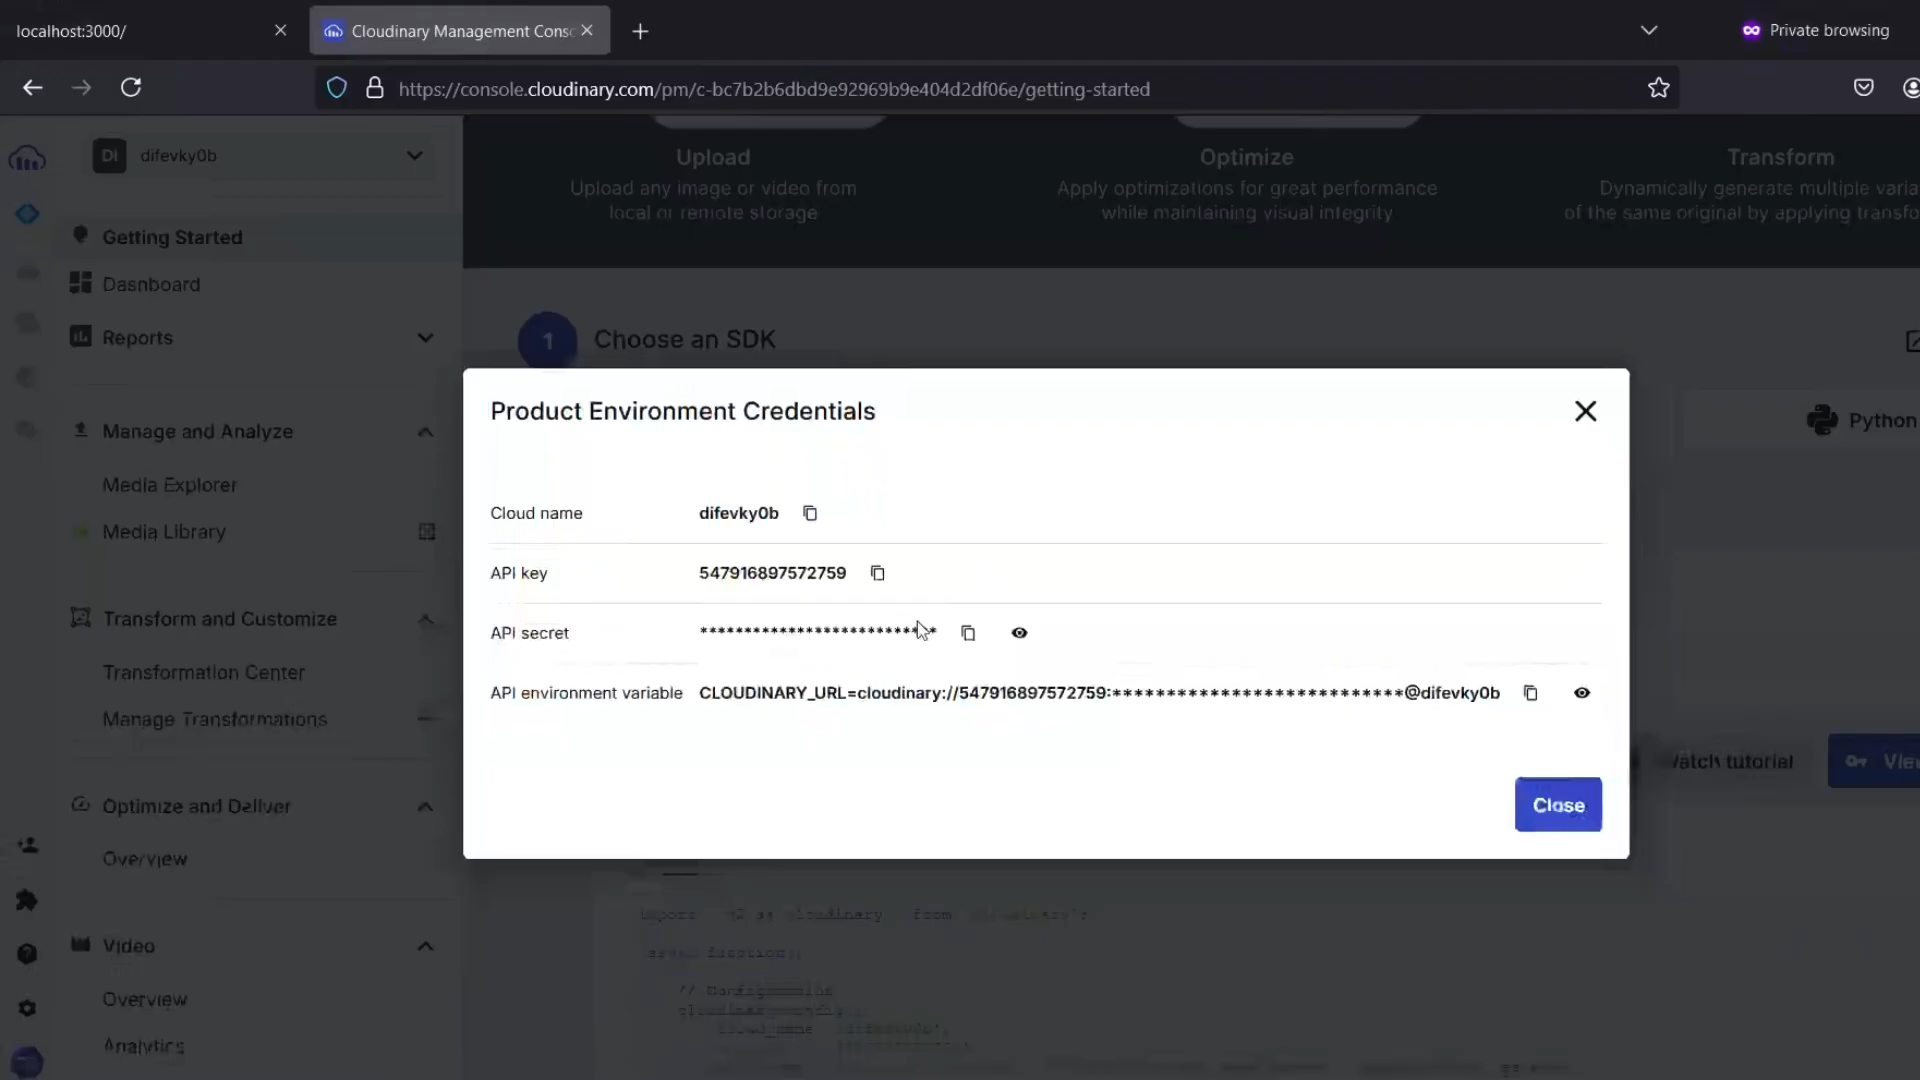 localhost:3000/
Cloudinary Management Cons
Private browsing
https://console.cloudinary.com/pm/c-bc7b2b6dbd9e92969b9e404d2df06e/getting-started
DI difevky0b
Getting Started
Dashboard
Reports
Manage and Analyze
Media Explorer
Media Library
Transform and Customize
Transformation Center
Manage Transformations
Optimize and Deliver
Overview
Video
Overview
Analytics
Upload
Upload any image or video from
local or remote storage
Optimize
Apply optimizations for great performance
while maintaining visual integrity
Transform
Dynamically generate multiple varia
of the same original by applying transfo
1 Choose an SDK
Python
Product Environment Credentials
Cloud name difevky0b
API key 547916897572759
API secret ***************************
API environment variable CLOUDINARY_URL=cloudinary://547916897572759:***************************@difevky0b
Close
Watch tutorial
View